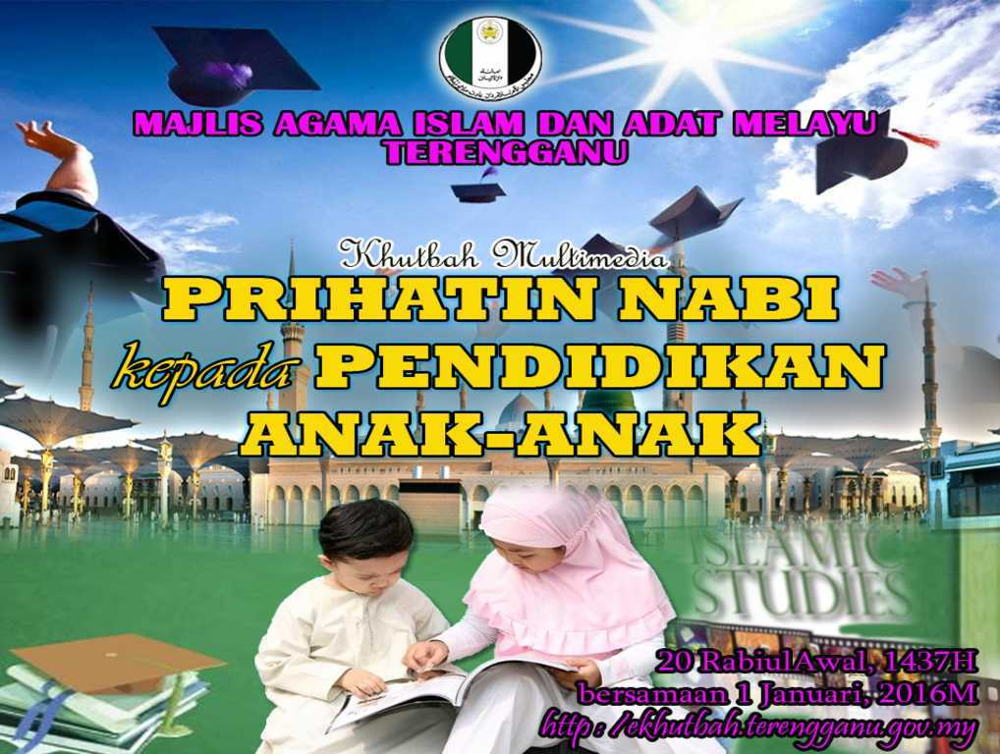 MAJLIS AGAMA ISLAM DAN ADAT MELAYU
TERENGGANU
Khutbah Multimedia
PRIHATIN NABI
kepada PENDIDIKAN
ANAK-ANAK
ISLAMIC
STUDIES
20 RabiulAwal, 1437H
bersamaan 1 Januari, 2016M
http : /ekhutbah.terengganu.gov.my